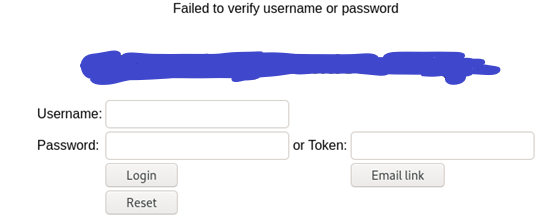 Failed to verify username or password
Username:
Password: or Token:
Login Email link
Reset